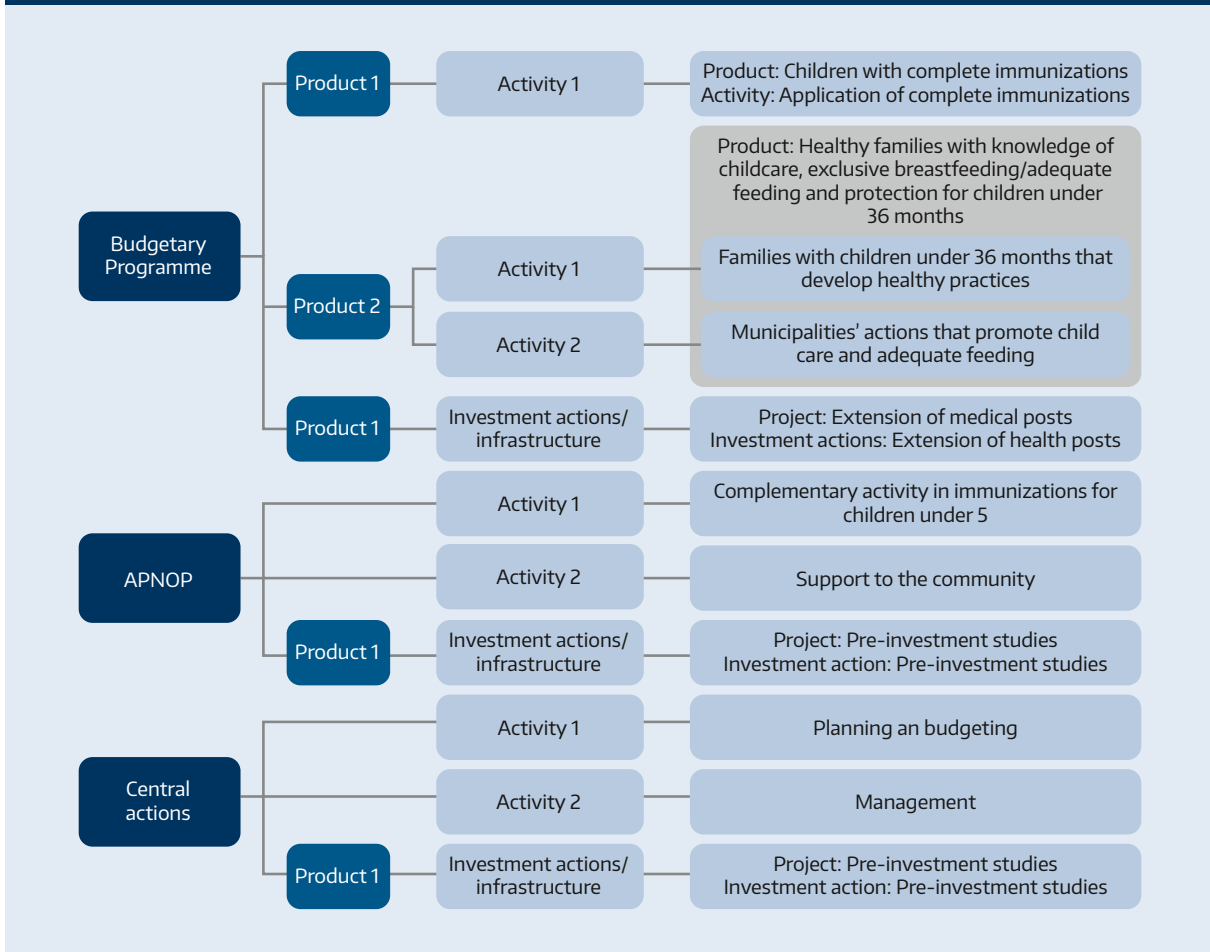 Product 1
Activity 1
Product: Children with complete immunizations
Activity: Application of complete immunizations
Product: Healthy families with knowledge of
childcare, exclusive breastfeeding/adequate
feeding and protection for children under
36 months
Budgetary
Programme
Product 2
Activity 1
Families with children under 36 months that
develop healthy practices
Activity 2
Municipalities' actions that promote child
care and adequate feeding
Product 1
Investment actions/
infrastructure
Project: Extension of medical posts
Investment actions: Extension of health posts
APNOP
Activity 1
Complementary activity in immunizations for
children under 5
Activity 2
Support to the community
Product 1
Investment actions/
infrastructure
Project: Pre-investment studies
Investment action: Pre-investment studies
Central
actions
Activity 1
Planning an budgeting
Activity 2
Management
Product 1
Investment actions/
infrastructure
Project: Pre-investment studies
Investment action: Pre-investment studies